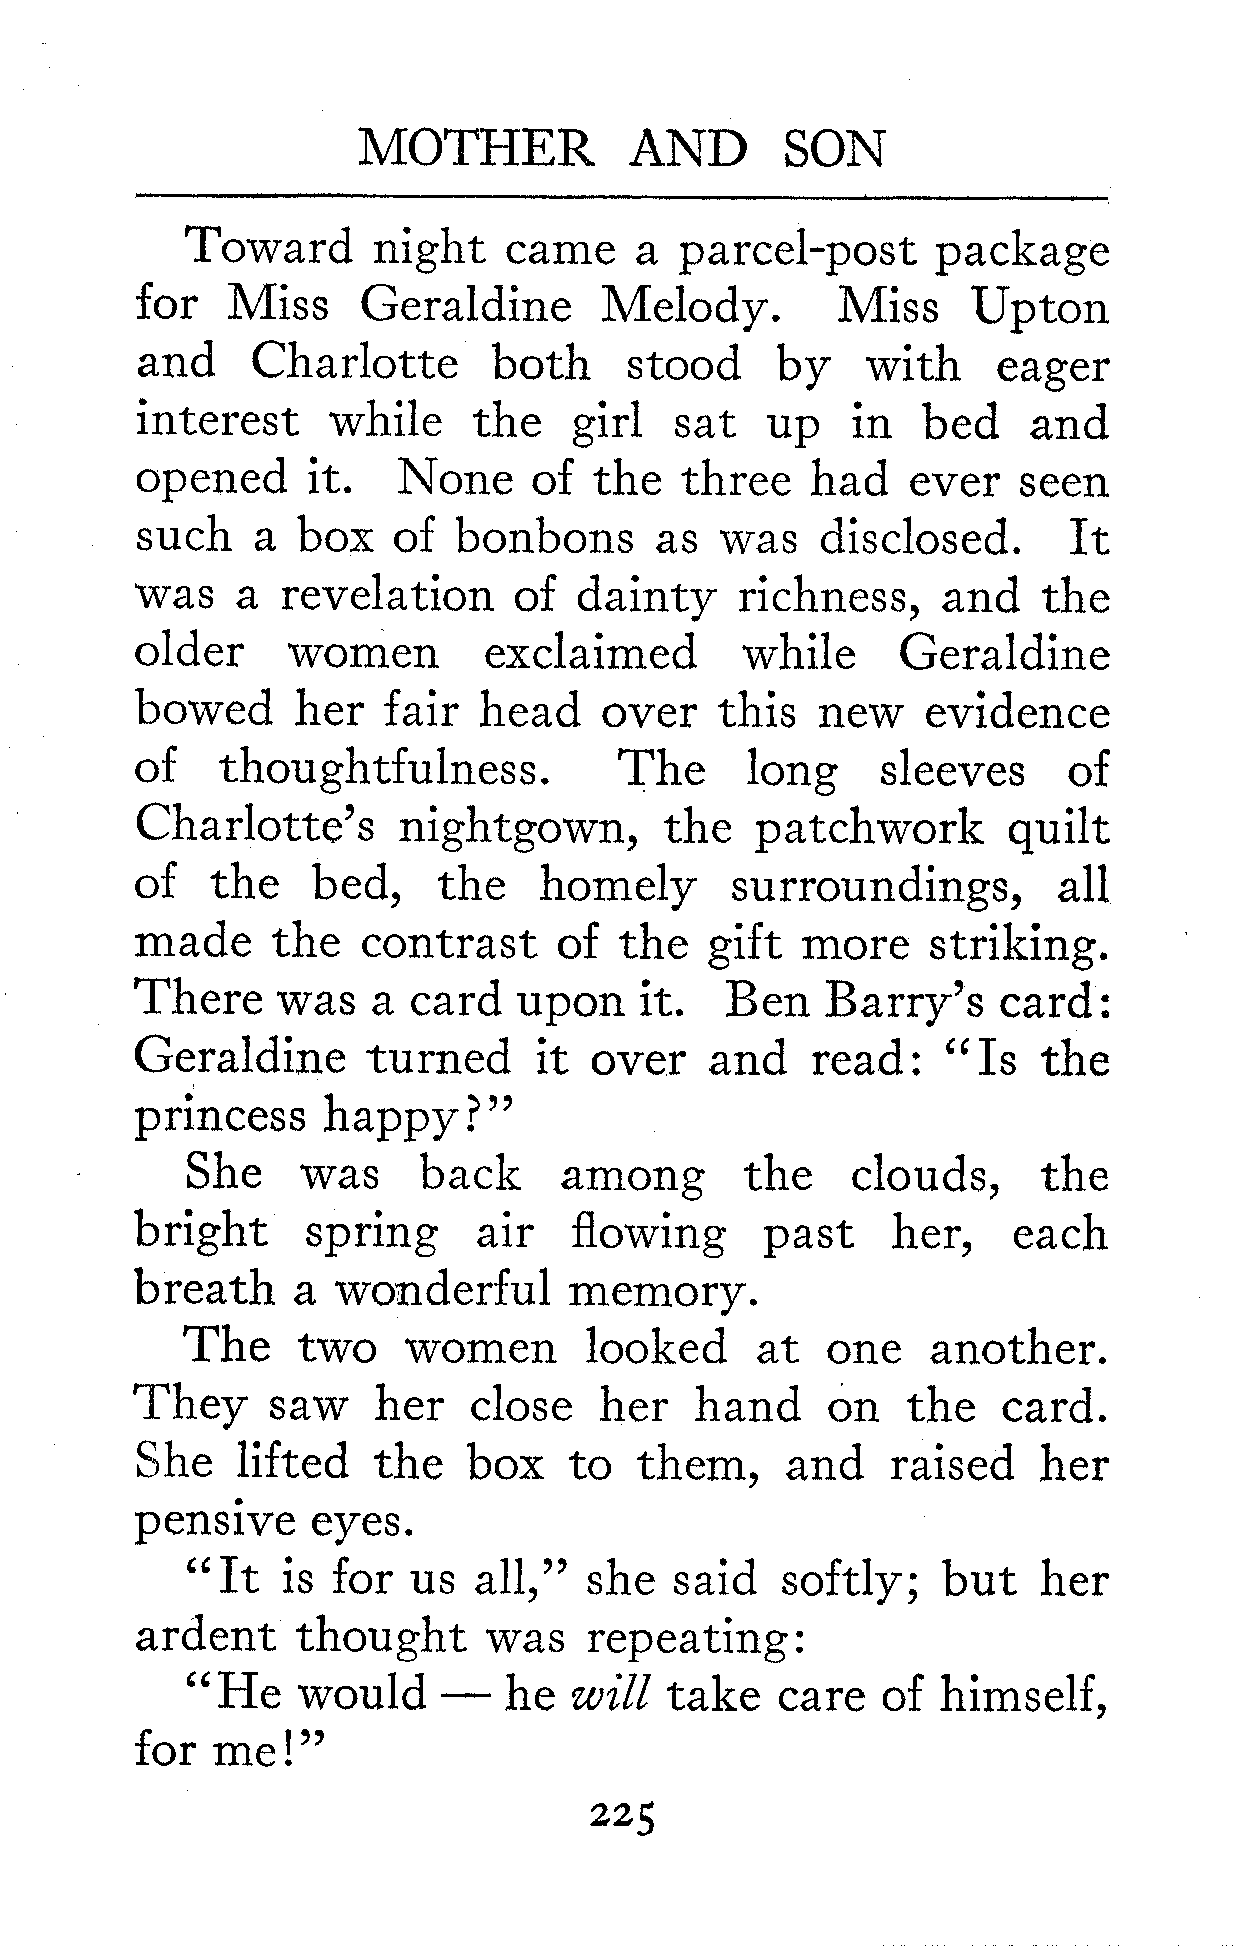 MOTHER AND SON
Toward night came a parcel-post package
for Miss Geraldine Melody. Miss Upton
and Charlotte both stood by with eager
interest while the girl sat up in bed and
opened it. None of the three had ever seen
such a box of bonbons as was disclosed. It
was a revelation of dainty richness, and the
older women exclaimed while Geraldine
bowed her fair head over this new evidence
of thoughtfulness. The long sleeves of
Charlotte's nightgown, the patchwork quilt
of the bed, the homely surroundings, all
made the contrast of the gift more striking.
There was a card upon it. Ben Barry's card:
Geraldine turned it over and read: "Is the
princess happy?"
She was back among the clouds, the
bright spring air flowing past her, each
breath a wonderful memory.
The two women looked at one another.
They saw her close her hand on the card.
She lifted the box to them, and raised her
pensive eyes.
"It is for us all," she said softly; but her
ardent thought was repeating:
"He would — he will take care of himself,
for me!"
225